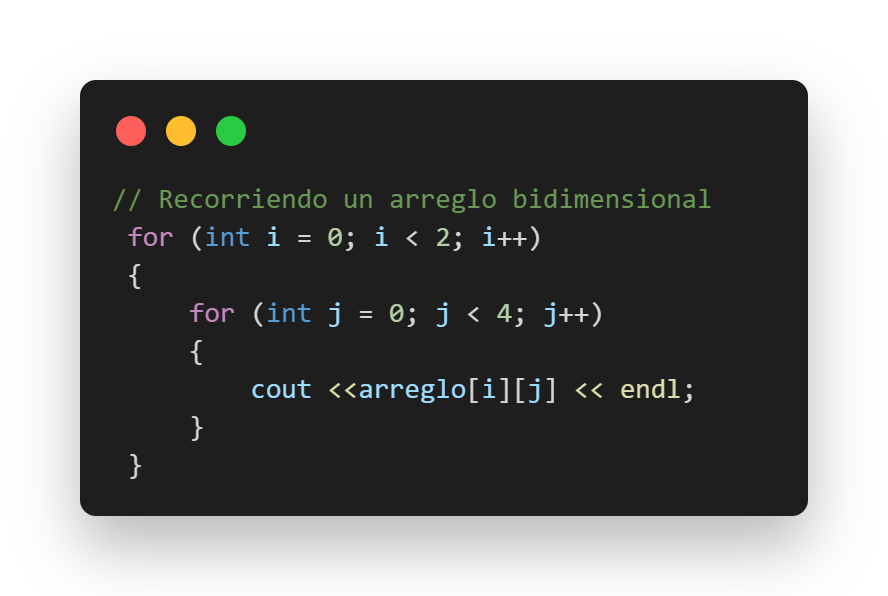 // Recorriendo un arreglo bidimensional
for (int i = 0; i < 2; i++)
{
for (int j = 0; j < 4; j++)
{
cout <<arreglo[i][j] << endl;
}
}